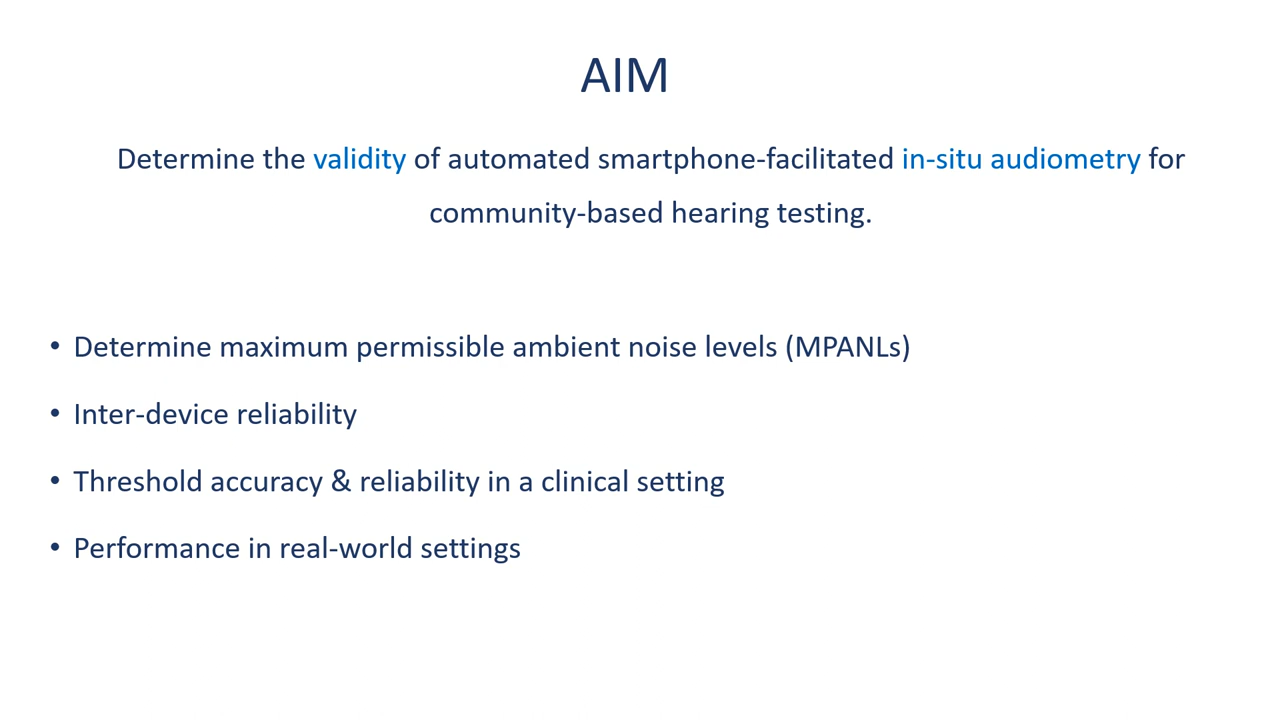 AIM
Determine the validity of automated smartphone-facilitated in-situ audiometry for
community-based hearing testing.
• Determine maximum permissible ambient noise levels (MPANLs)
• Inter-device reliability
• Threshold accuracy & reliability in a clinical setting
• Performance in real-world settings